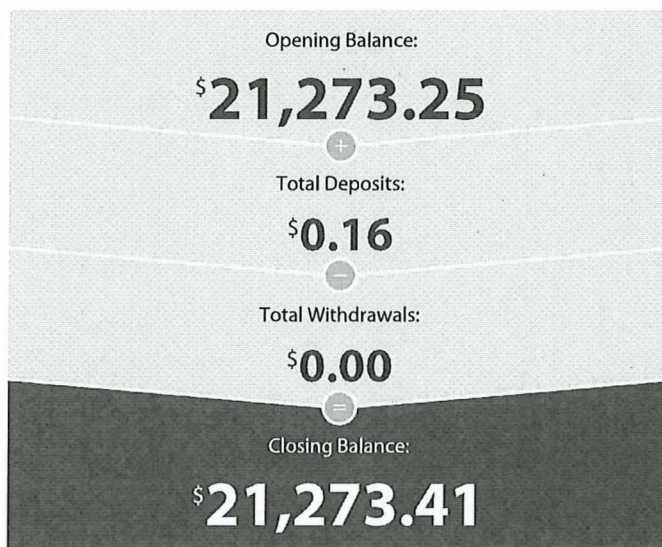 Opening Balance:
$21,273.25
+
Total Deposits:
$0.16
−
Total Withdrawals:
$0.00
=
Closing Balance:
$21,273.41